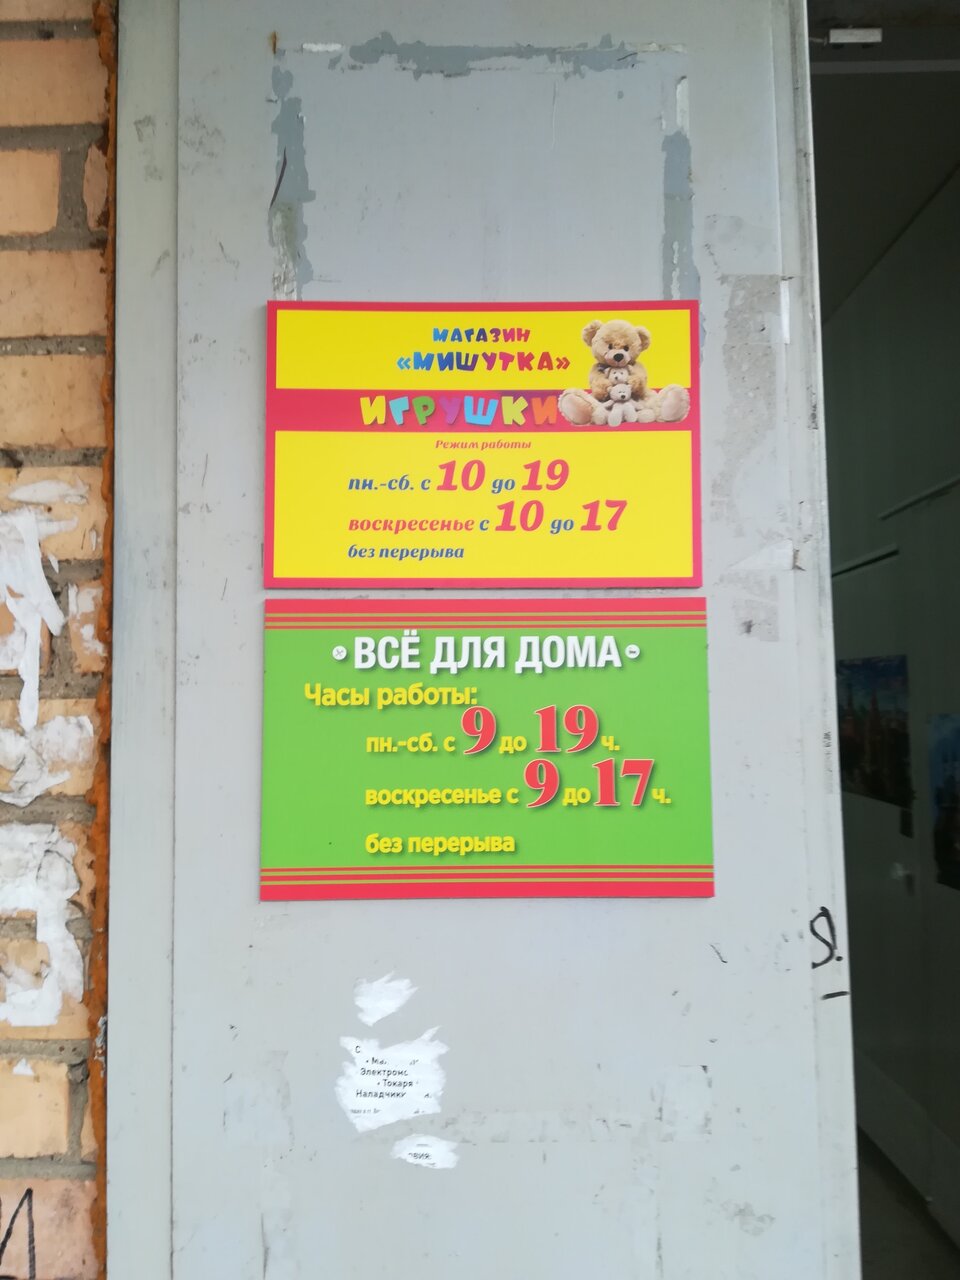 МАГАЗИН
«МИШУТКА»
ИГРУШКИ
Режим работы
пн.-сб. с 10 до 19
воскресенье с 10 до 17
без перерыва
ВСЁ ДЛЯ ДОМА
Часы работы:
пн.-сб. с 9 до 19 ч.
воскресенье с 9 до 17 ч.
без перерыва
• Токаря
Наладчики